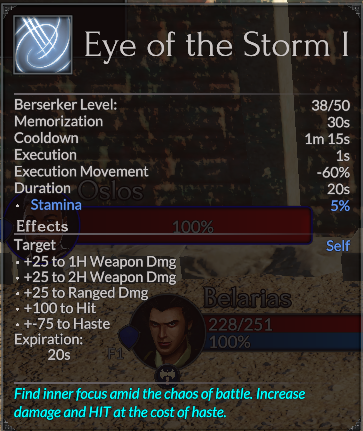 Eye of the Storm I
Berserker Level: 38/50
Memorization 30s
Cooldown 1m 15s
Execution 1s
Execution Movement -60%
Duration 20s
• Stamina 5%
Oslos
100%
Effects
Target Self
• +25 to 1H Weapon Dmg
• +25 to 2H Weapon Dmg
• +25 to Ranged Dmg
• +100 to Hit
• +-75 to Haste
Belarias
228/251
100%
+1
Expiration:
20s
Find inner focus amid the chaos of battle. Increase
damage and HIT at the cost of haste.